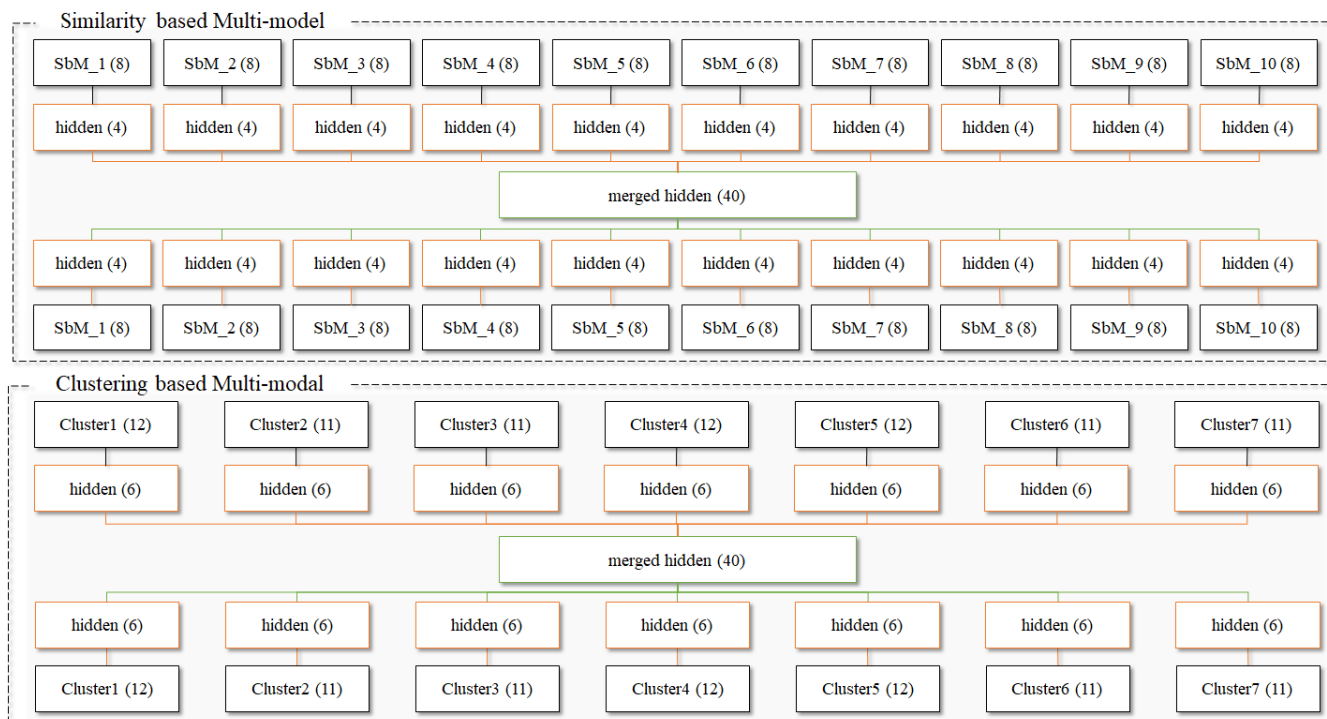 Similarity based Multi-model
SbM_1 (8) SbM_2 (8) SbM_3 (8) SbM_4 (8) SbM_5 (8) SbM_6 (8) SbM_7 (8) SbM_8 (8) SbM_9 (8) SbM_10 (8)
hidden (4) hidden (4) hidden (4) hidden (4) hidden (4) hidden (4) hidden (4) hidden (4) hidden (4) hidden (4)
merged hidden (40)
hidden (4) hidden (4) hidden (4) hidden (4) hidden (4) hidden (4) hidden (4) hidden (4) hidden (4) hidden (4)
SbM_1 (8) SbM_2 (8) SbM_3 (8) SbM_4 (8) SbM_5 (8) SbM_6 (8) SbM_7 (8) SbM_8 (8) SbM_9 (8) SbM_10 (8)
Clustering based Multi-modal
Cluster1 (12) Cluster2 (11) Cluster3 (11) Cluster4 (12) Cluster5 (12) Cluster6 (11) Cluster7 (11)
hidden (6) hidden (6) hidden (6) hidden (6) hidden (6) hidden (6) hidden (6)
merged hidden (40)
hidden (6) hidden (6) hidden (6) hidden (6) hidden (6) hidden (6) hidden (6)
Cluster1 (12) Cluster2 (11) Cluster3 (11) Cluster4 (12) Cluster5 (12) Cluster6 (11) Cluster7 (11)